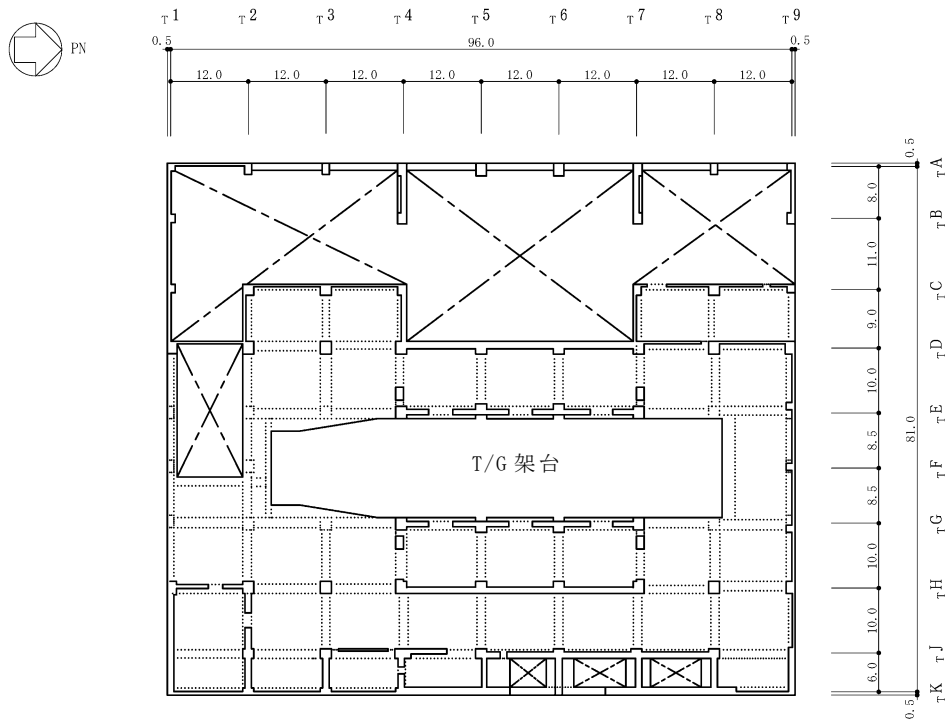 T1 T2 T3 T4 T5 T6 T7 T8 T9
PN
0.5 96.0 0.5
12.0 12.0 12.0 12.0 12.0 12.0 12.0 12.0
0.5
TA
8.0
TB
11.0
TC
9.0
TD
10.0
TE
8.5
81.0
T/G 架台
TF
8.5
TG
10.0
TH
10.0
TJ
6.0
TK
0.5